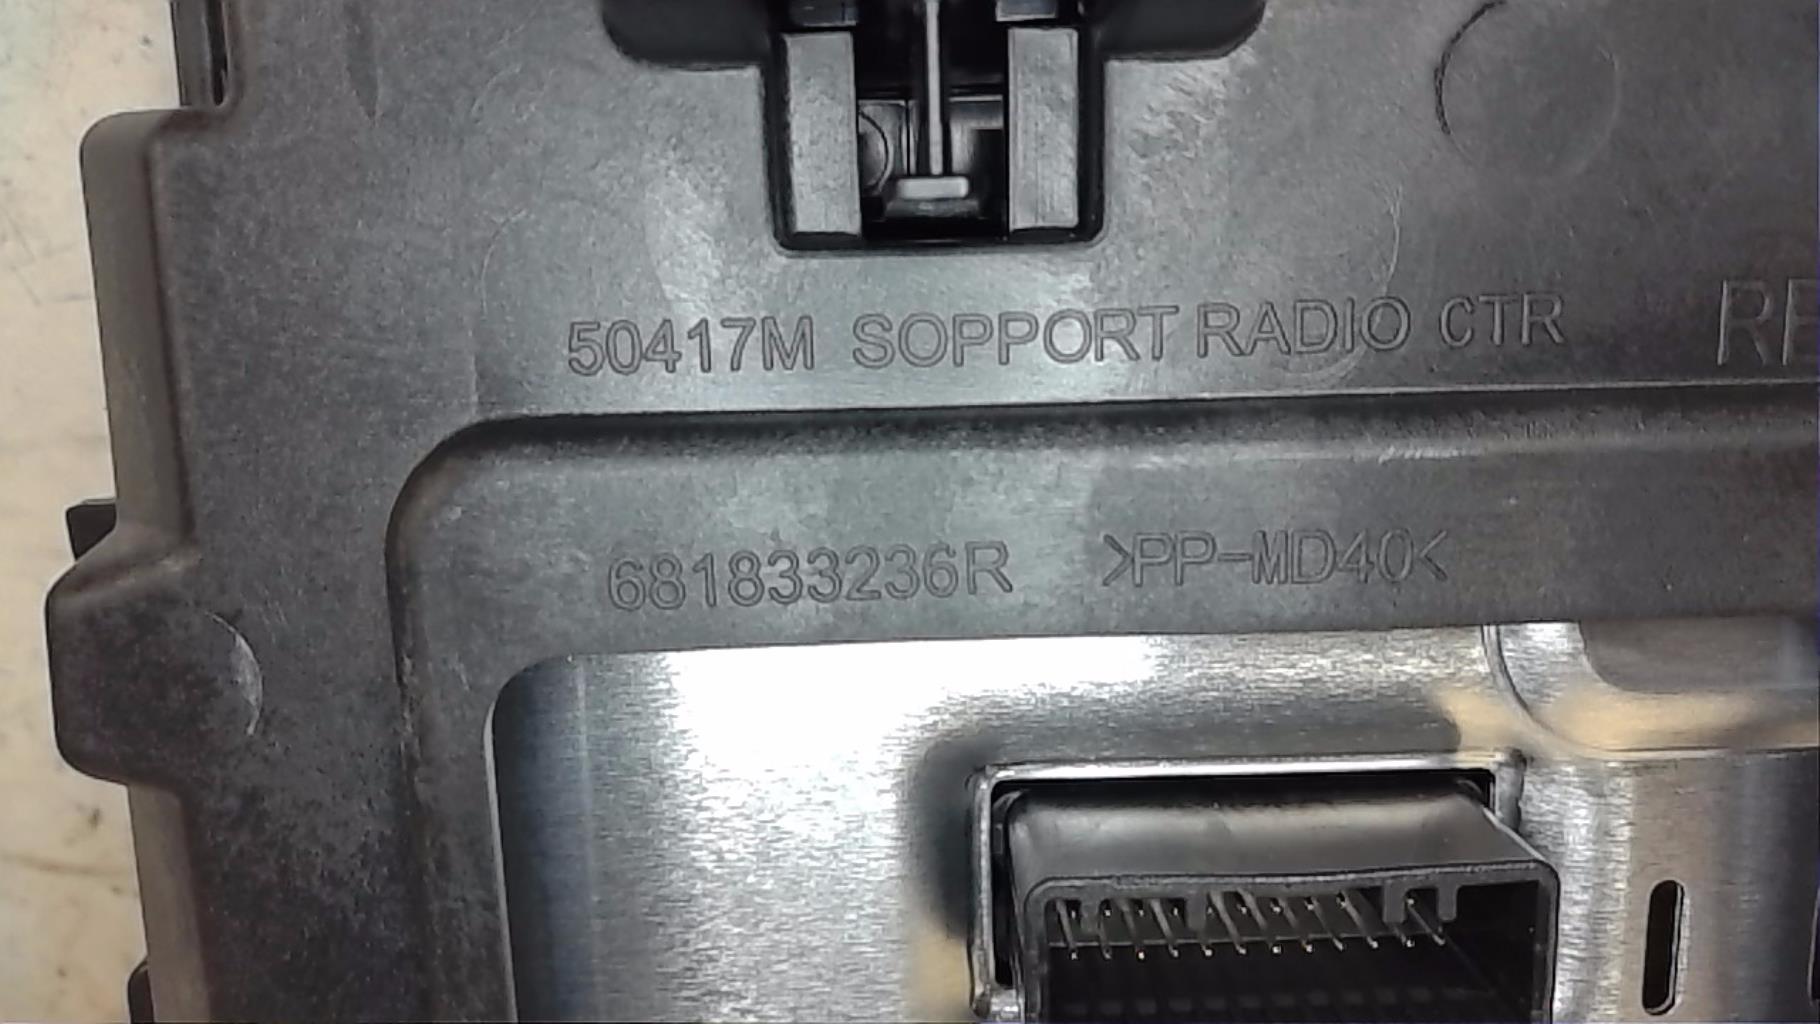 50417M SOPPORT RADIO CTR
681833236R >PP-MD40<